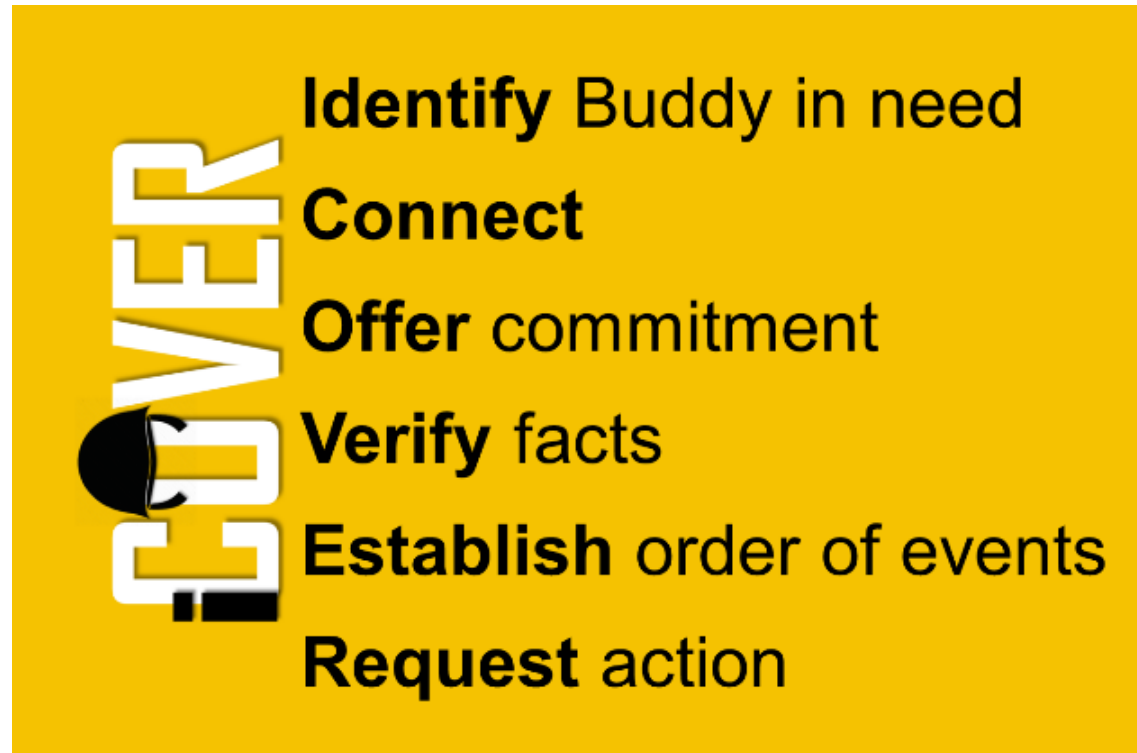 iCOVER
Identify Buddy in need
Connect
Offer commitment
Verify facts
Establish order of events
Request action